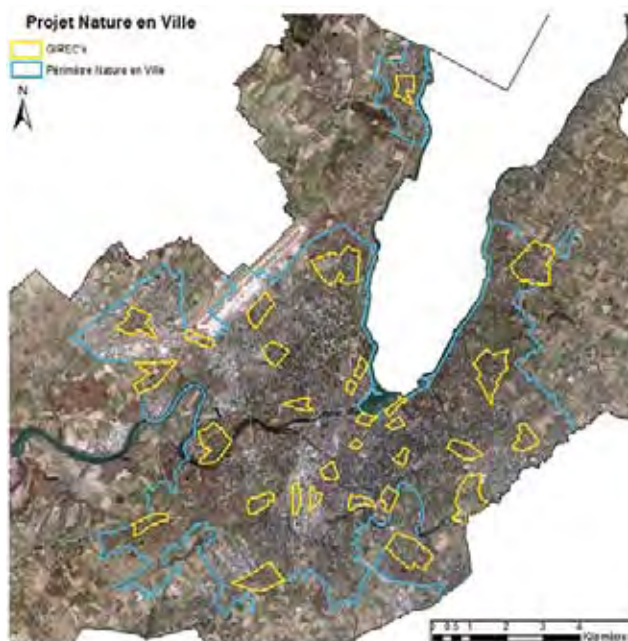 Projet Nature en Ville
GIREC's
Périmètre Nature en Ville
N
0 0.5 1 2 3 4
Kilomètres